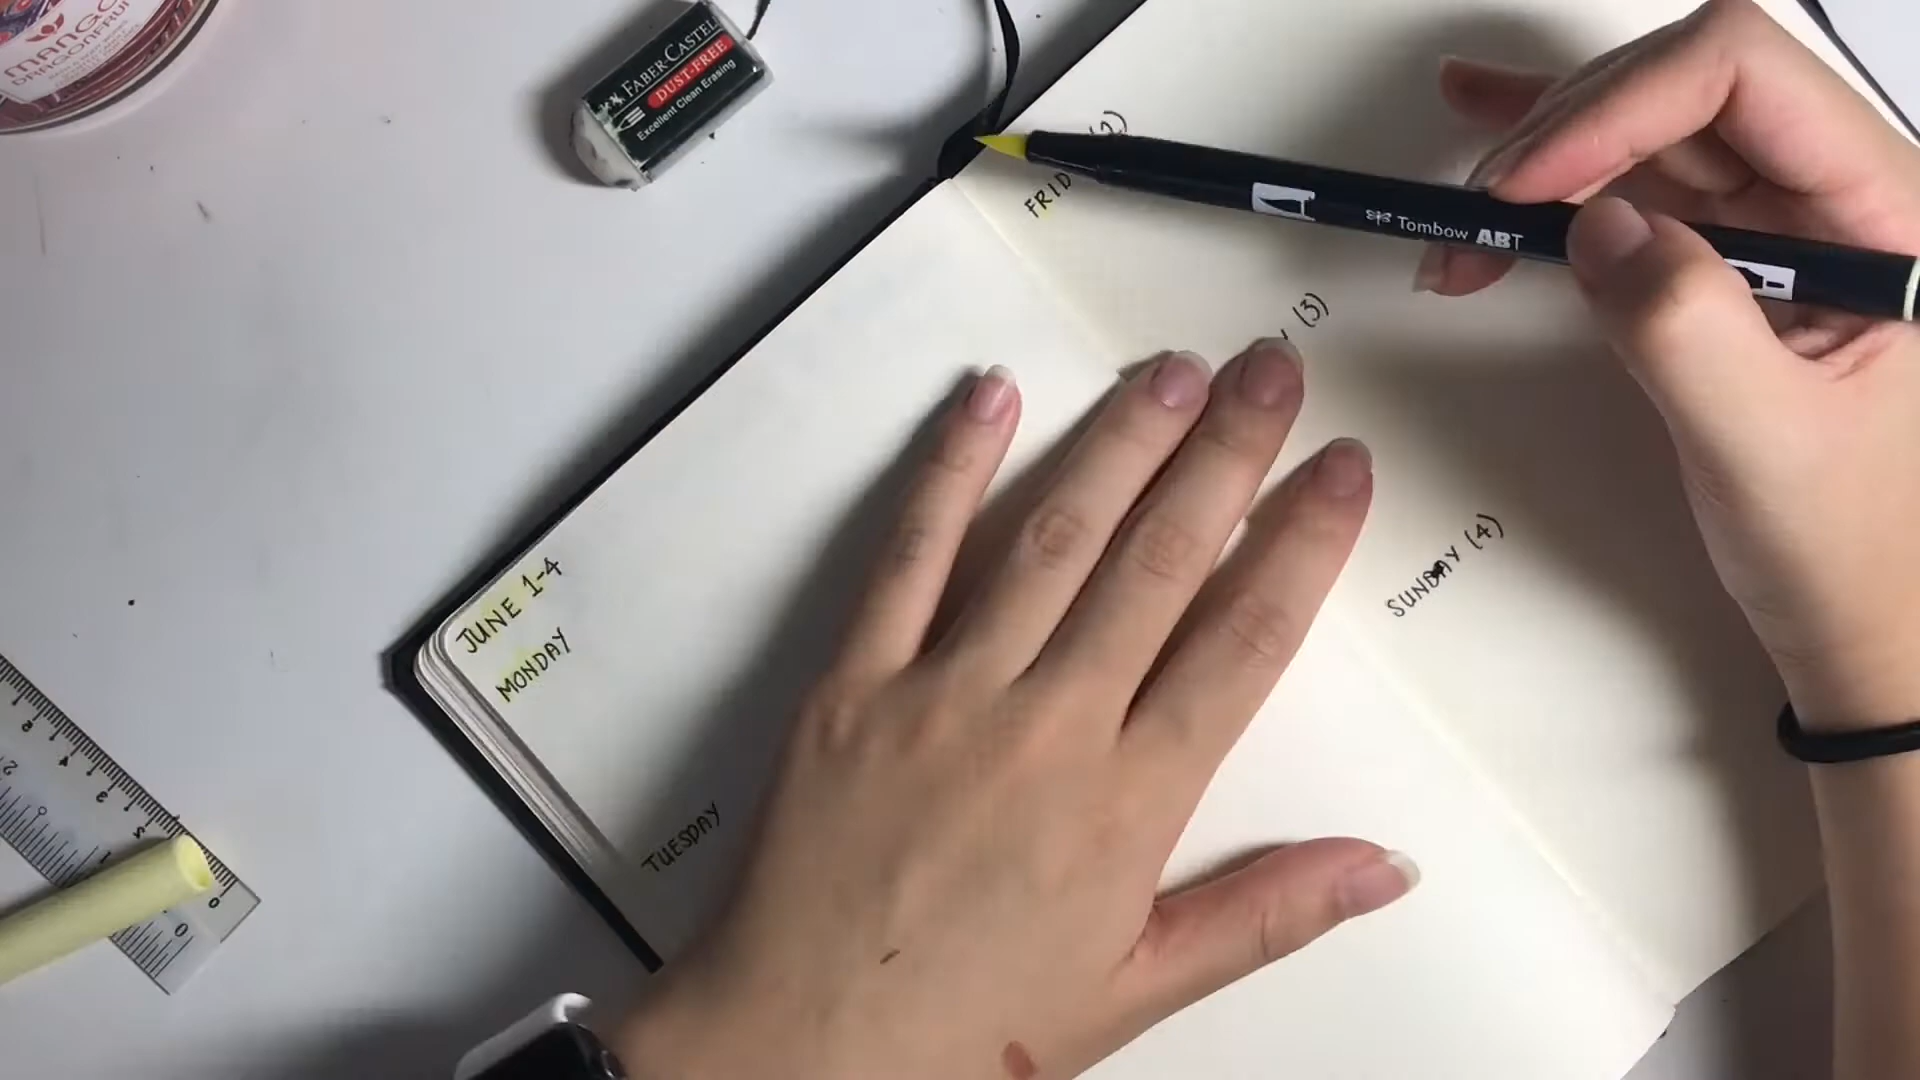 MANGO
DRAGONFRUIT
FABER-CASTELL
DUST-FREE
Excellent Clean Erasing
Tombow ABT
JUNE 1-4
MONDAY
TUESDAY
(2)
(3)
SUNDAY (4)